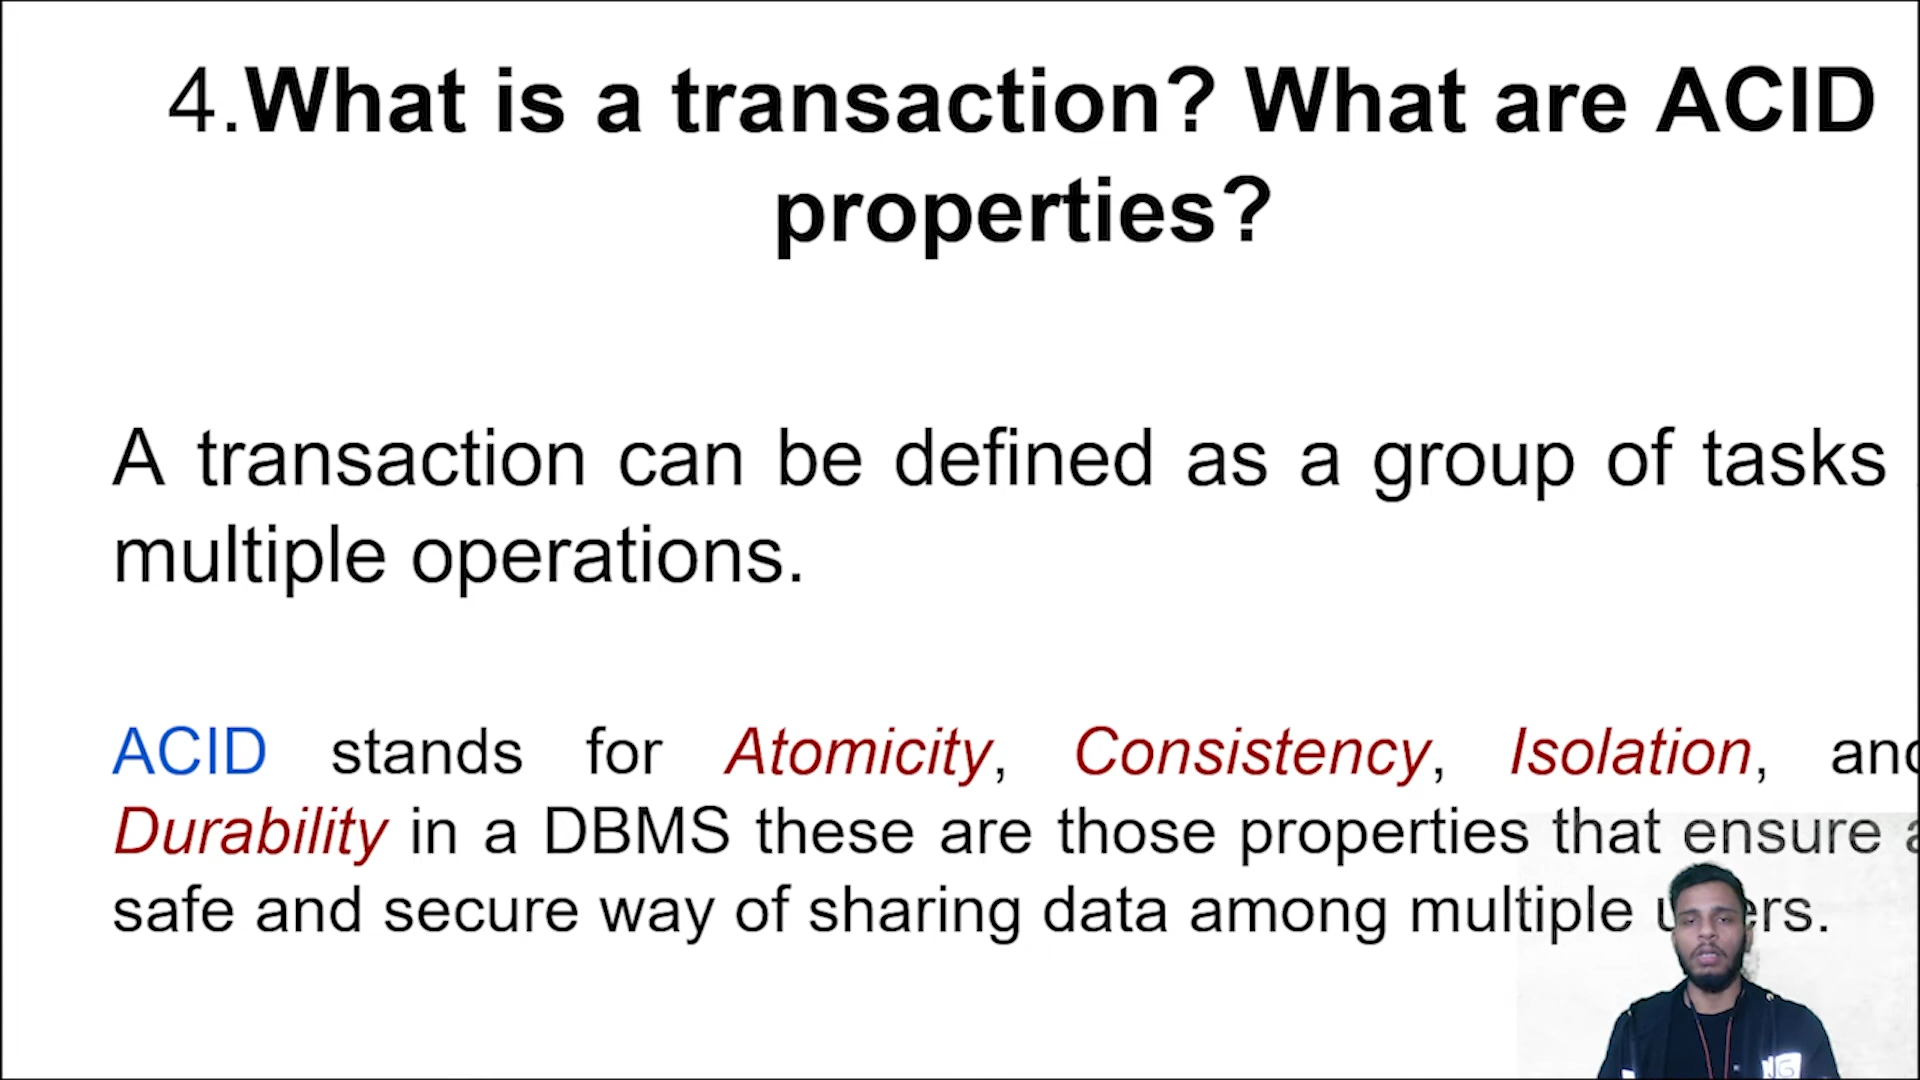 4.What is a transaction? What are ACID
properties?
A transaction can be defined as a group of tasks
multiple operations.
ACID stands for Atomicity, Consistency, Isolation, and
Durability in a DBMS these are those properties that ensure a
safe and secure way of sharing data among multiple users.